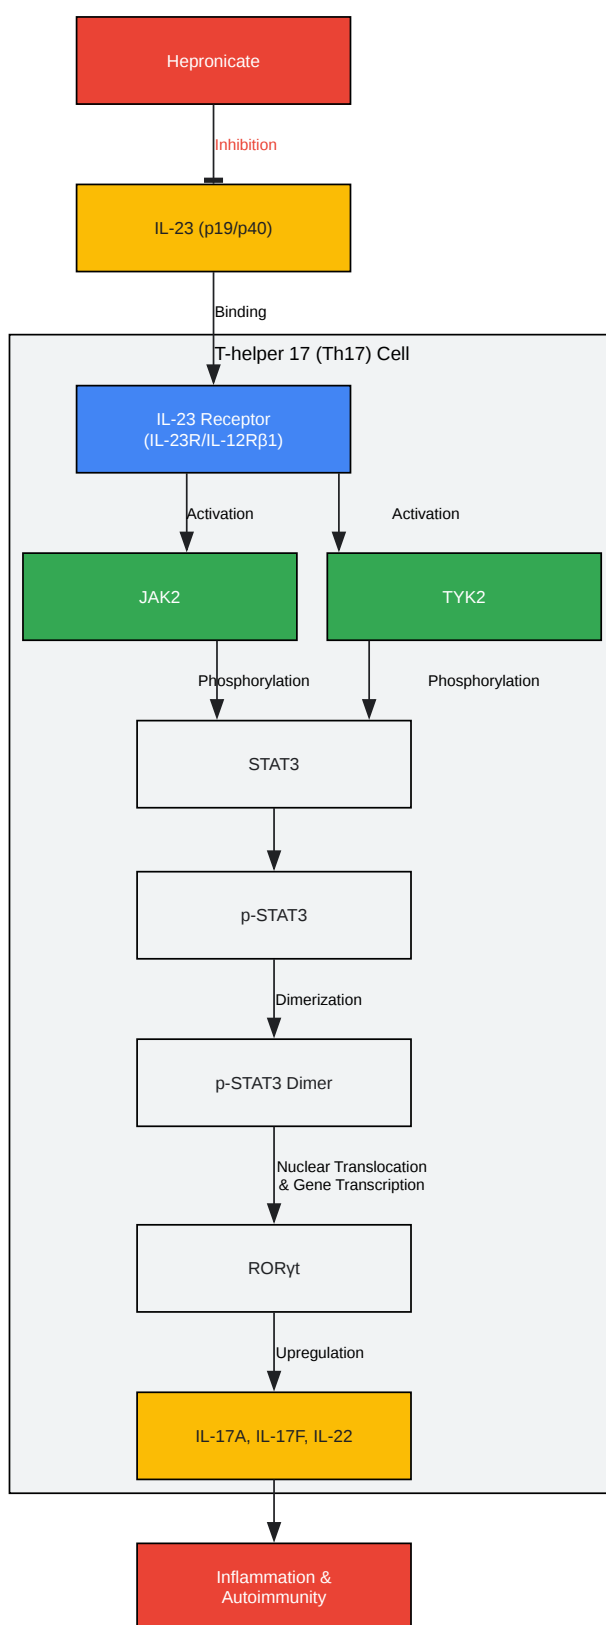 Hepronicate
Inhibition
IL-23 (p19/p40)
Binding
T-helper 17 (Th17) Cell
IL-23 Receptor
(IL-23R/IL-12Rβ1)
Activation
Activation
JAK2
TYK2
Phosphorylation
Phosphorylation
STAT3
p-STAT3
Dimerization
p-STAT3 Dimer
Nuclear Translocation
& Gene Transcription
RORγt
Upregulation
IL-17A, IL-17F, IL-22
Inflammation &
Autoimmunity